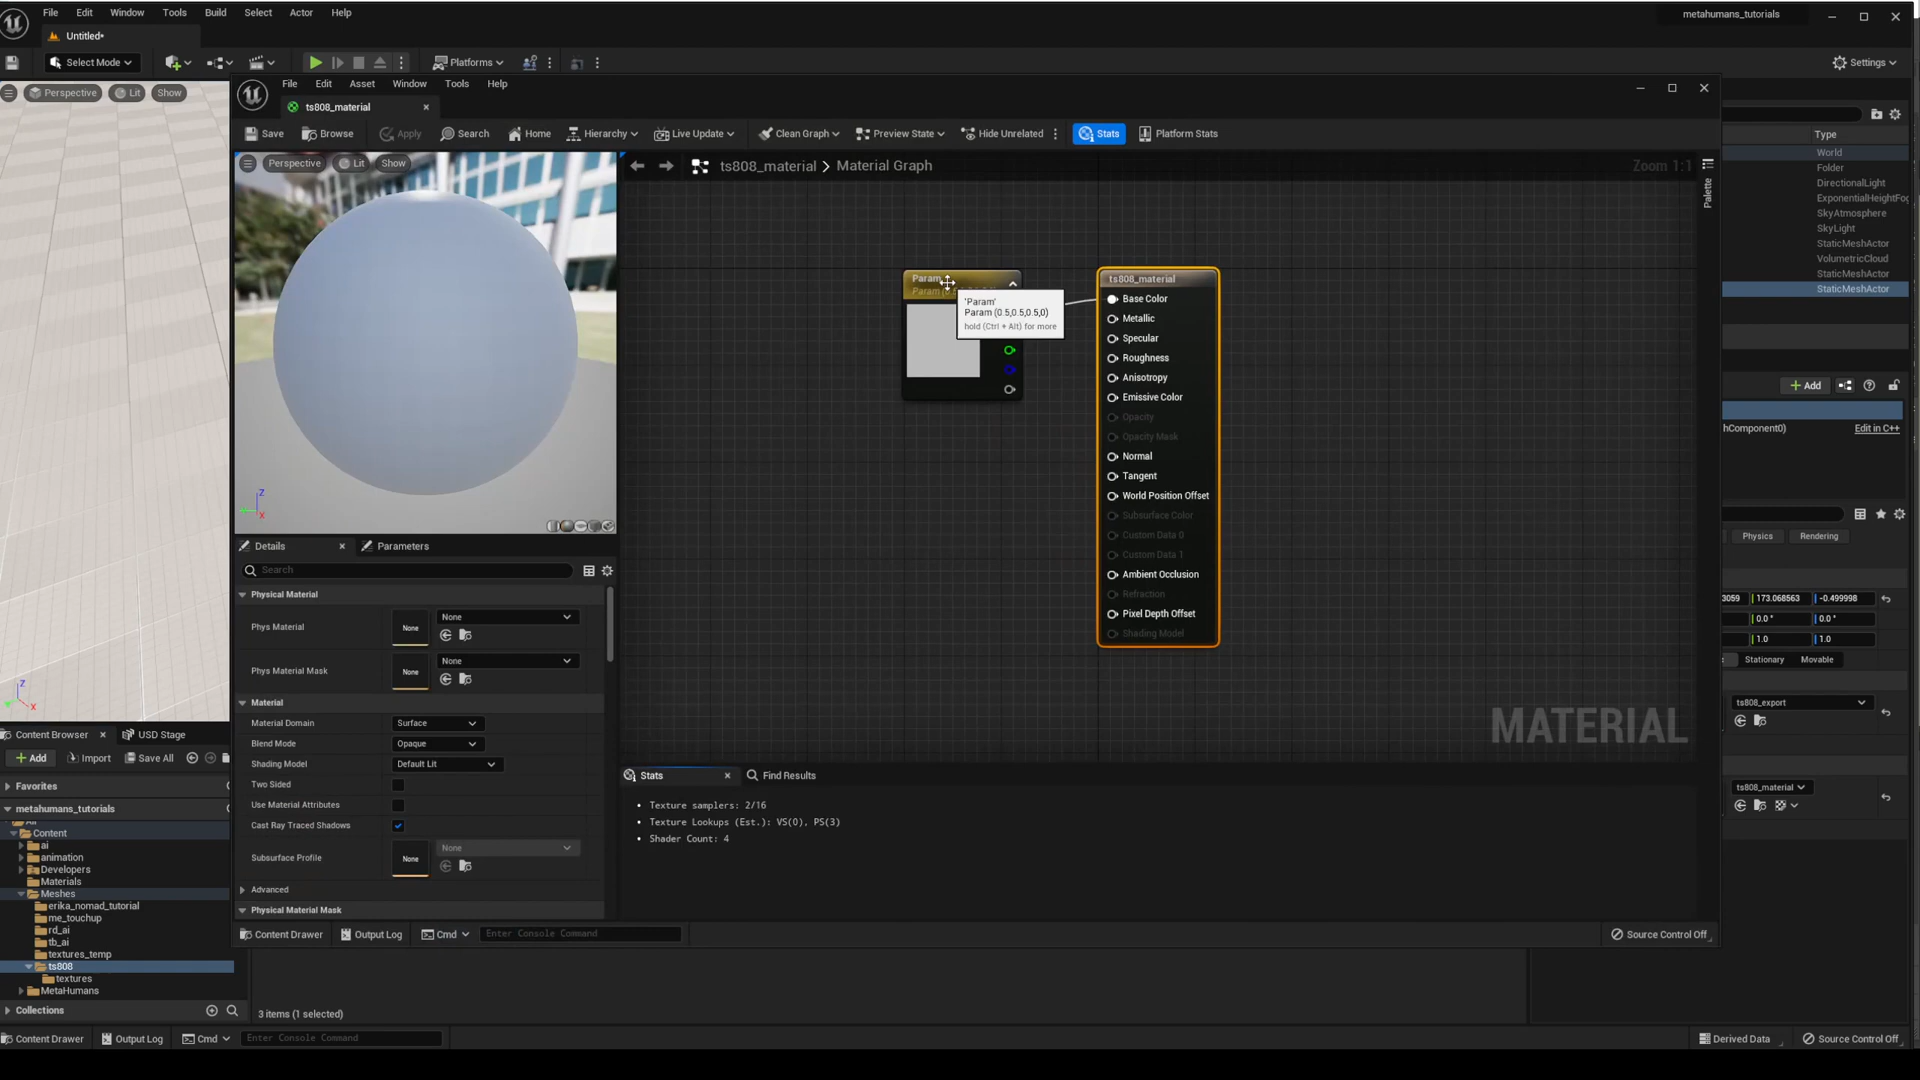 File Edit Window Tools Build Select Actor Help
metahumans_tutorials
Untitled*
Select Mode
Platforms
Settings
Perspective Lit Show
File Edit Asset Window Tools Help
ts808_material
Save Browse Apply Search Home Hierarchy Live Update Clean Graph Preview State Hide Unrelated Stats Platform Stats
Perspective Lit Show
ts808_material > Material Graph
Zoom 1:1
Palette
Param
'Param'
Param (0.5,0.5,0.5,0)
hold (Ctrl + Alt) for more
ts808_material
Base Color
Metallic
Specular
Roughness
Anisotropy
Emissive Color
Opacity
Opacity Mask
Normal
Tangent
World Position Offset
Subsurface Color
Custom Data 0
Custom Data 1
Ambient Occlusion
Refraction
Pixel Depth Offset
Shading Model
MATERIAL
Details Parameters
Search
Physical Material
Phys Material None None
Phys Material Mask None None
Material
Material Domain Surface
Blend Mode Opaque
Shading Model Default Lit
Two Sided
Use Material Attributes
Cast Ray Traced Shadows
Subsurface Profile None None
Advanced
Physical Material Mask
Stats Find Results
Texture samplers: 2/16
Texture Lookups (Est.): VS(0), PS(3)
Shader Count: 4
Content Drawer Output Log Cmd Enter Console Command
Source Control Off
Type
World
Folder
DirectionalLight
ExponentialHeightFog
SkyAtmosphere
SkyLight
StaticMeshActor
VolumetricCloud
StaticMeshActor
StaticMeshActor
Add
hComponent0) Edit in C++
Physics Rendering
3059 173.068563 -0.499998
0.0 ° 0.0 °
1.0 1.0
Stationary Movable
ts808_export
ts808_material
Content Browser USD Stage
Add Import Save All
Favorites
metahumans_tutorials
All
Content
ai
animation
Developers
Materials
Meshes
erika_nomad_tutorial
me_touchup
rd_ai
tb_ai
textures_temp
ts808
textures
MetaHumans
Collections
3 items (1 selected)
Content Drawer Output Log Cmd Enter Console Command
Derived Data Source Control Off